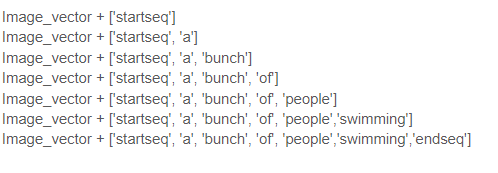 Image_vector + ['startseq']
Image_vector + ['startseq', 'a']
Image_vector + ['startseq', 'a', 'bunch']
Image_vector + ['startseq', 'a', 'bunch', 'of']
Image_vector + ['startseq', 'a', 'bunch', 'of', 'people']
Image_vector + ['startseq', 'a', 'bunch', 'of', 'people','swimming']
Image_vector + ['startseq', 'a', 'bunch', 'of', 'people','swimming','endseq']